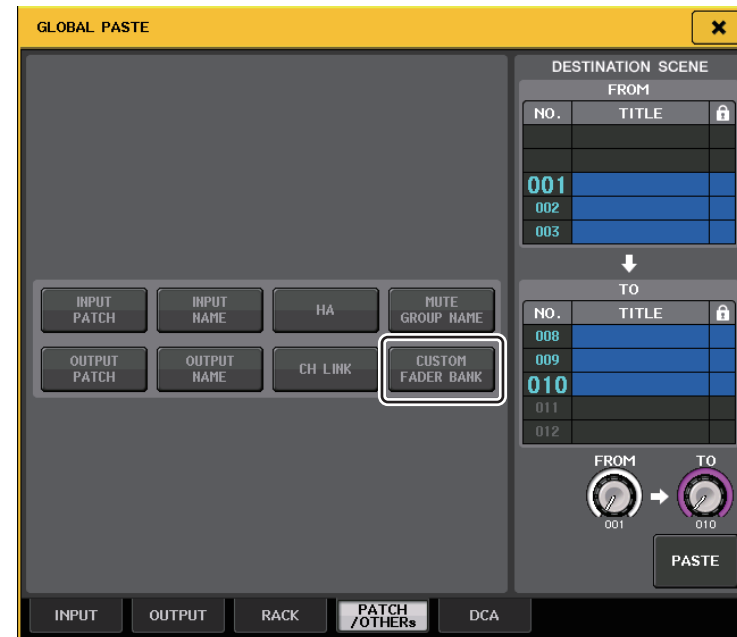 GLOBAL PASTE
DESTINATION SCENE
FROM
NO. TITLE
001
002
003
TO
NO. TITLE
008
009
010
011
012
INPUT PATCH
INPUT NAME
HA
MUTE GROUP NAME
OUTPUT PATCH
OUTPUT NAME
CH LINK
CUSTOM FADER BANK
FROM TO
001 010
PASTE
INPUT OUTPUT RACK PATCH /OTHERs DCA